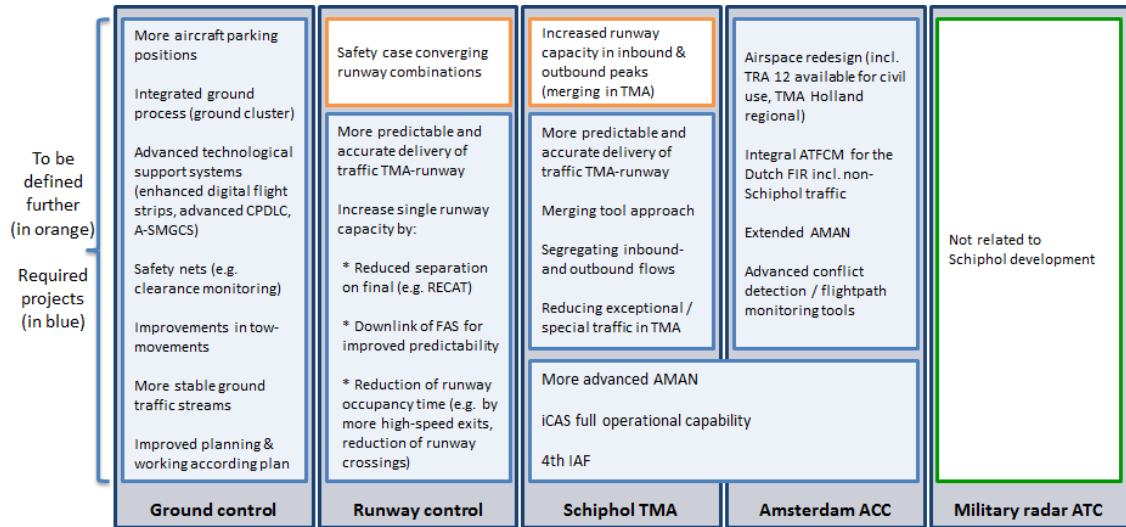 To be
defined
further
(in orange)
Required
projects
(in blue)
More aircraft parking
positions
Integrated ground
process (ground cluster)
Advanced technological
support systems
(enhanced digital flight
strips, advanced CPDLC,
A-SMGCS)
Safety nets (e.g.
clearance monitoring)
Improvements in tow-
movements
More stable ground
traffic streams
Improved planning &
working according plan
Ground control
Safety case converging
runway combinations
More predictable and
accurate delivery of
traffic TMA-runway
Increase single runway
capacity by:
* Reduced separation
on final (e.g. RECAT)
* Downlink of FAS for
improved predictability
* Reduction of runway
occupancy time (e.g. by
more high-speed exits,
reduction of runway
crossings)
Runway control
Increased runway
capacity in inbound &
outbound peaks
(merging in TMA)
More predictable and
accurate delivery of
traffic TMA-runway
Merging tool approach
Segregating inbound-
and outbound flows
Reducing exceptional /
special traffic in TMA
Airspace redesign (incl.
TRA 12 available for civil
use, TMA Holland
regional)
Integral ATFCM for the
Dutch FIR incl. non-
Schiphol traffic
Extended AMAN
Advanced conflict
detection / flightpath
monitoring tools
More advanced AMAN
iCAS full operational capability
4th IAF
Schiphol TMA
Amsterdam ACC
Not related to
Schiphol development
Military radar ATC